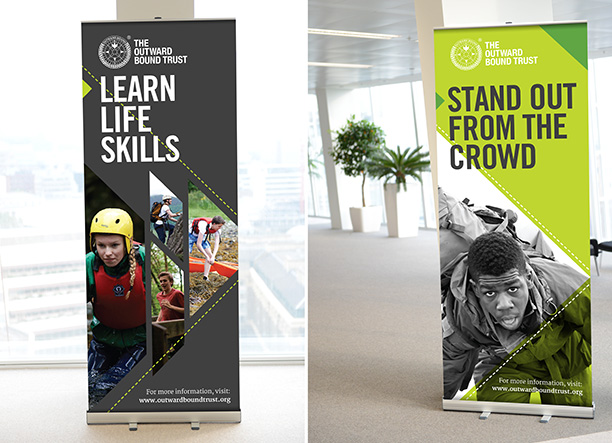 THE
OUTWARD
BOUND TRUST
LEARN
LIFE
SKILLS
For more information, visit:
www.outwardboundtrust.org
THE
OUTWARD
BOUND TRUST
STAND OUT
FROM THE
CROWD
For more information, visit:
www.outwardboundtrust.org